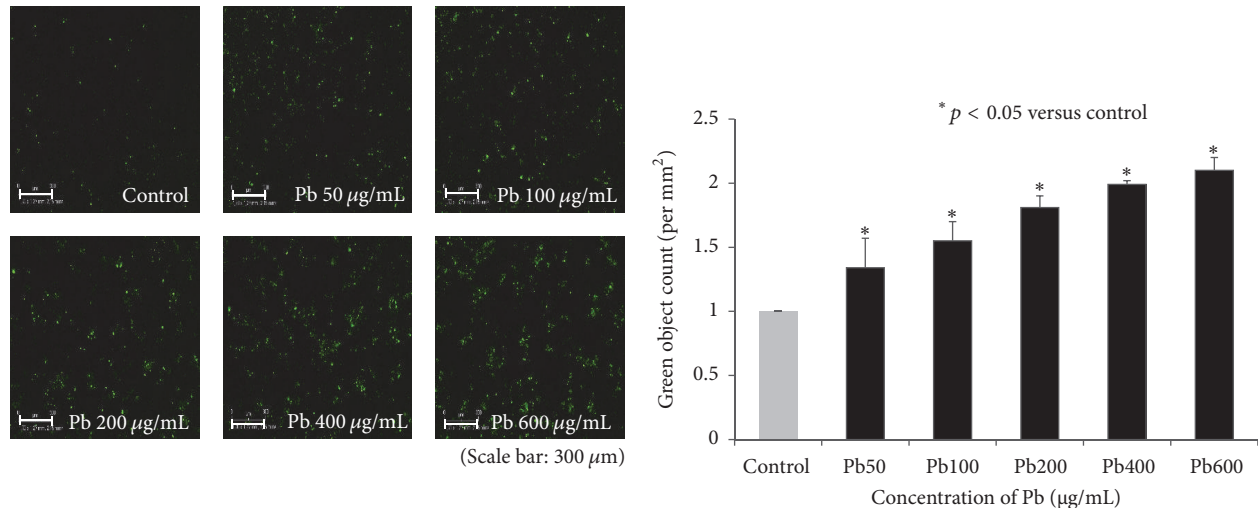 Control
Pb 50 μg/mL
Pb 100 μg/mL
Pb 200 μg/mL
Pb 400 μg/mL
Pb 600 μg/mL
(Scale bar: 300 μm)
* p < 0.05 versus control
Green object count (per mm²)
2.5
2
1.5
1
0.5
0
*
*
*
*
*
Control Pb50 Pb100 Pb200 Pb400 Pb600
Concentration of Pb (μg/mL)